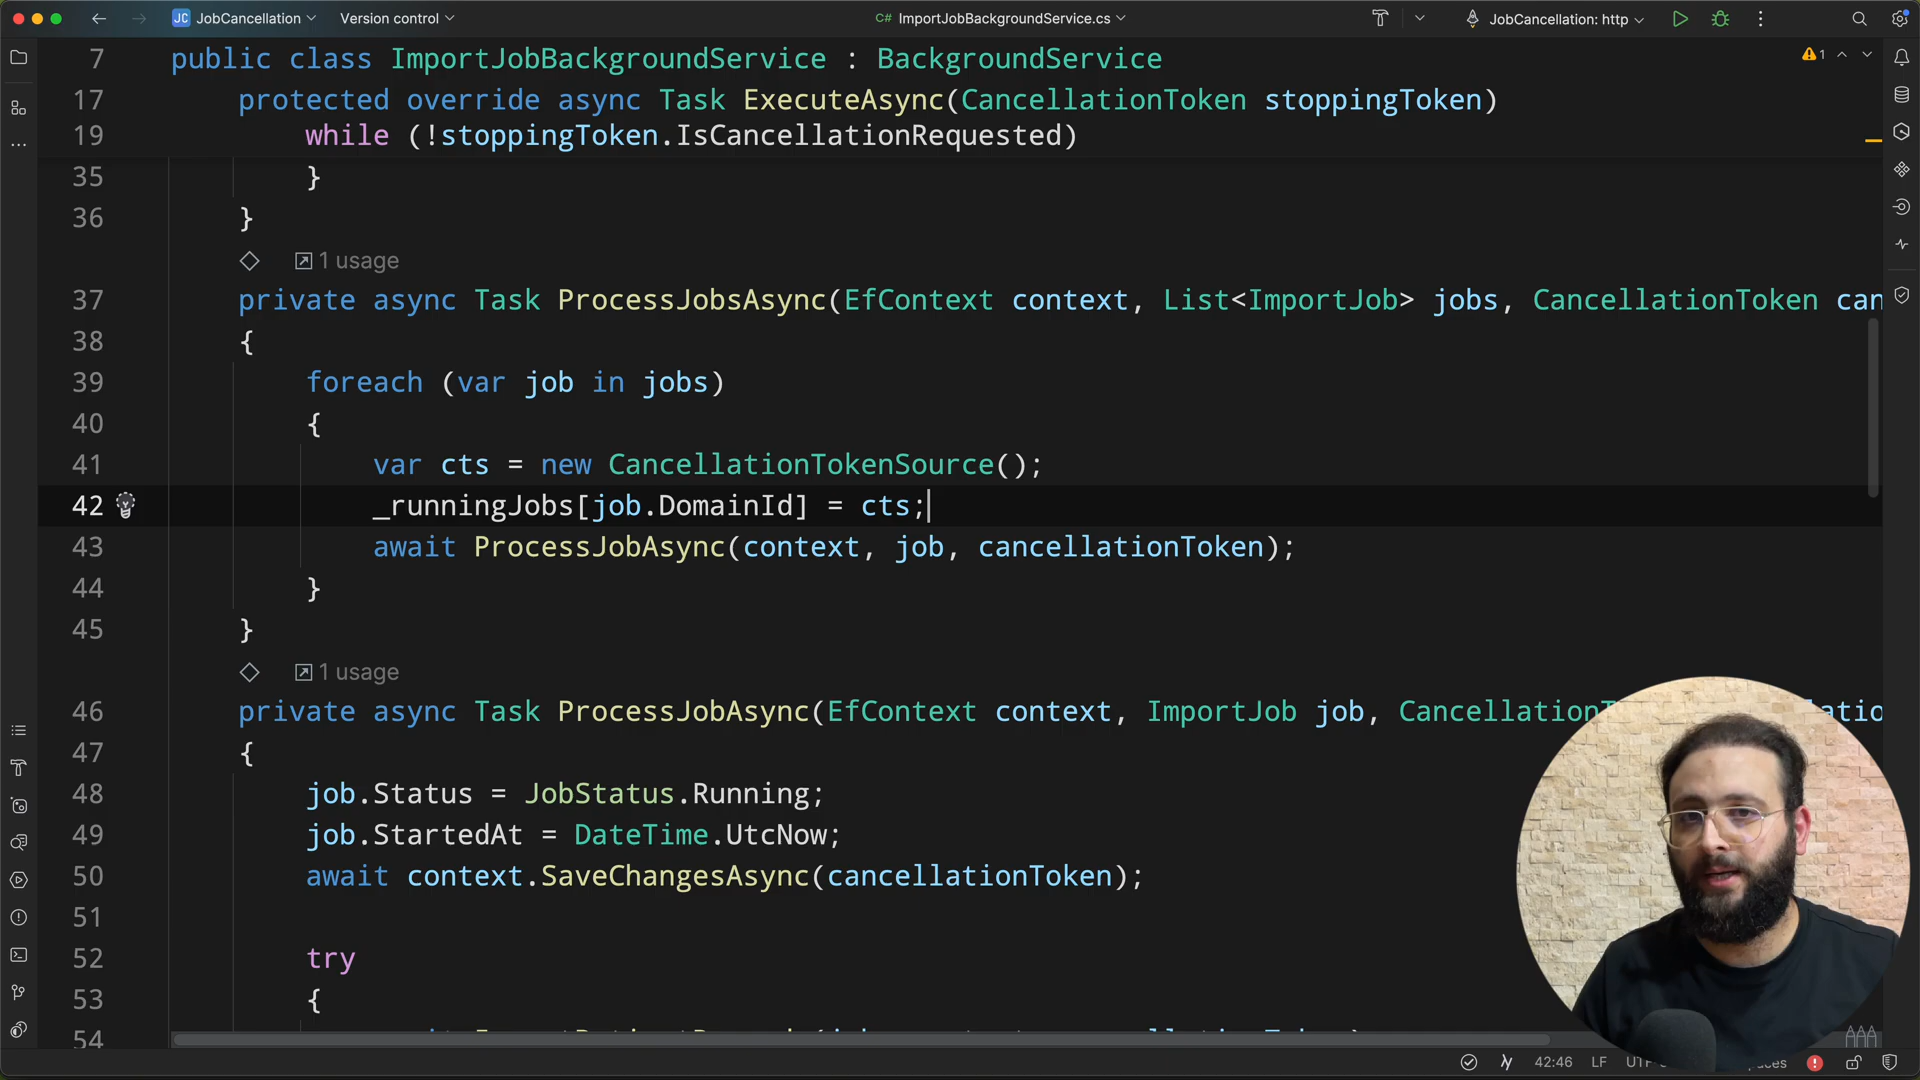 JC JobCancellation
Version control
C# ImportJobBackgroundService.cs
JobCancellation: http
7 public class ImportJobBackgroundService : BackgroundService
1
17 protected override async Task ExecuteAsync(CancellationToken stoppingToken)
19 while (!stoppingToken.IsCancellationRequested)
35 }
36 }
1 usage
37 private async Task ProcessJobsAsync(EfContext context, List<ImportJob> jobs, CancellationToken can
38 {
39 foreach (var job in jobs)
40 {
41 var cts = new CancellationTokenSource();
42 _runningJobs[job.DomainId] = cts;
43 await ProcessJobAsync(context, job, cancellationToken);
44 }
45 }
1 usage
46 private async Task ProcessJobAsync(EfContext context, ImportJob job, Cancellation
47 {
48 job.Status = JobStatus.Running;
49 job.StartedAt = DateTime.UtcNow;
50 await context.SaveChangesAsync(cancellationToken);
51
52 try
53 {
54
42:46 LF